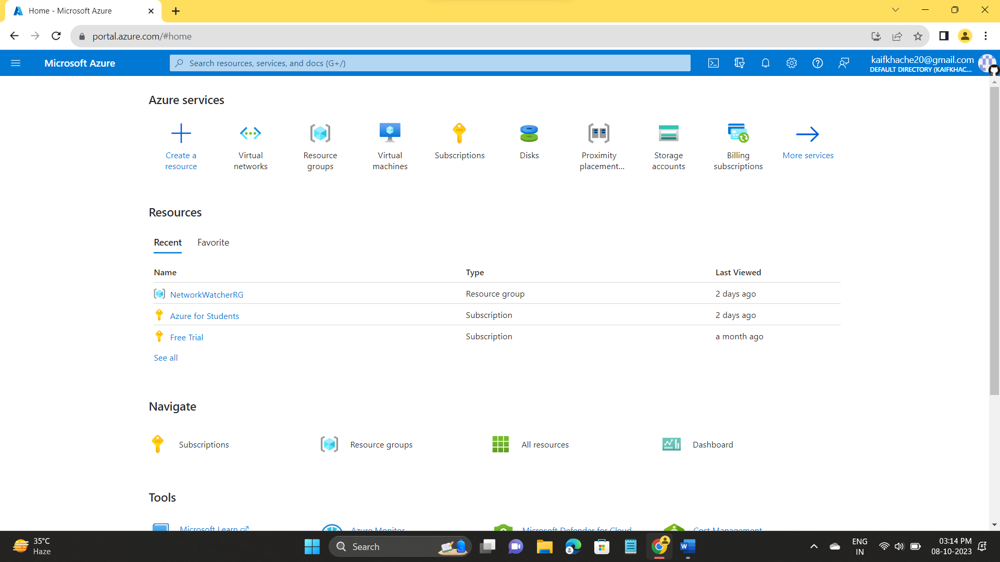 Home - Microsoft Azure
portal.azure.com/#home
Microsoft Azure
Search resources, services, and docs (G+/)
kaifkhache20@gmail.com
DEFAULT DIRECTORY (KAIFKHAC...
Azure services
Create a resource
Virtual networks
Resource groups
Virtual machines
Subscriptions
Disks
Proximity placement...
Storage accounts
Billing subscriptions
More services
Resources
Recent Favorite
Name Type Last Viewed
NetworkWatcherRG Resource group 2 days ago
Azure for Students Subscription 2 days ago
Free Trial Subscription a month ago
See all
Navigate
Subscriptions Resource groups All resources Dashboard
Tools
Microsoft Learn Azure Monitor Microsoft Defender for Cloud Cost Management
35°C
Haze
Search
ENG
IN
03:14 PM
08-10-2023